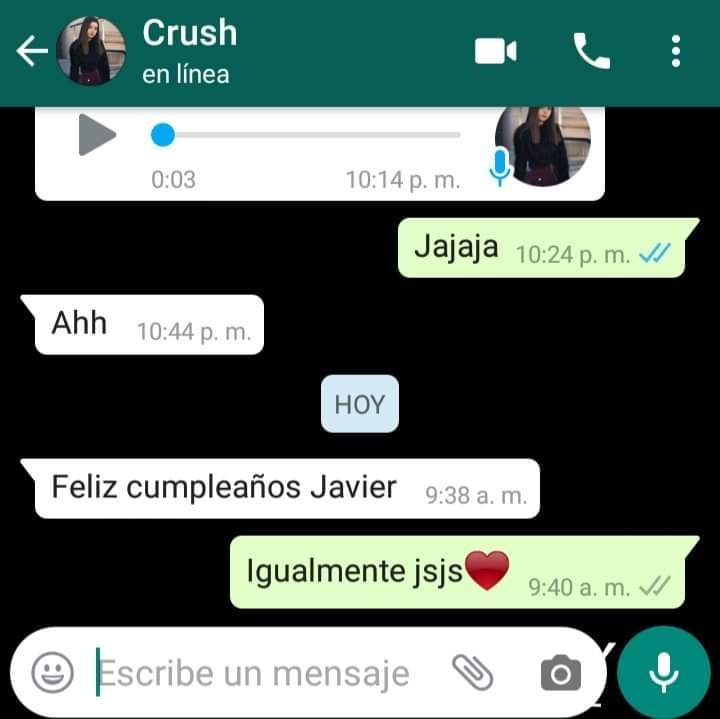 Crush
en línea
0:03 10:14 p. m.
Jajaja 10:24 p. m.
Ahh 10:44 p. m.
HOY
Feliz cumpleaños Javier 9:38 a. m.
Igualmente jsjs❤️ 9:40 a. m.
Escribe un mensaje